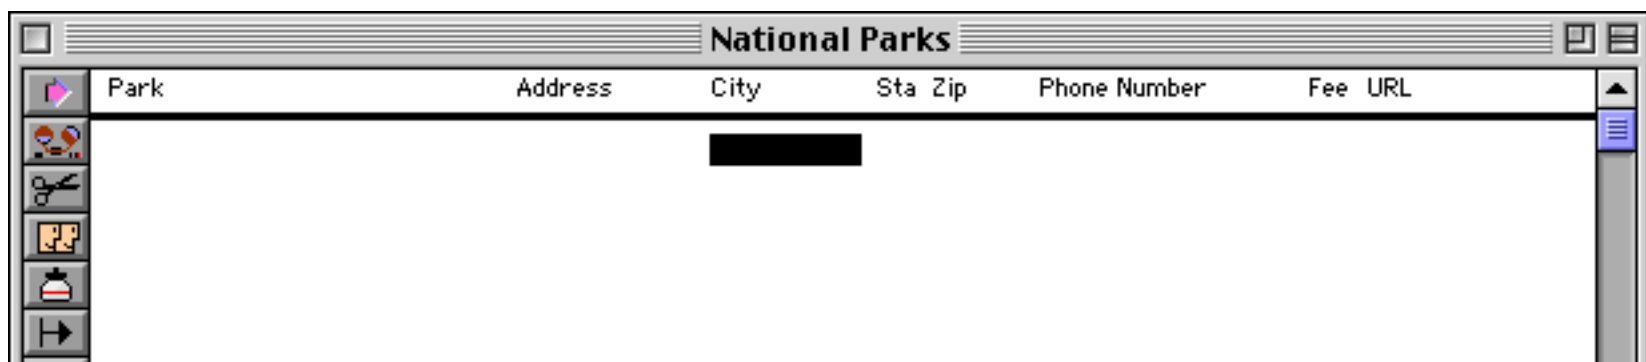 National Parks
Park Address City Sta Zip Phone Number Fee URL